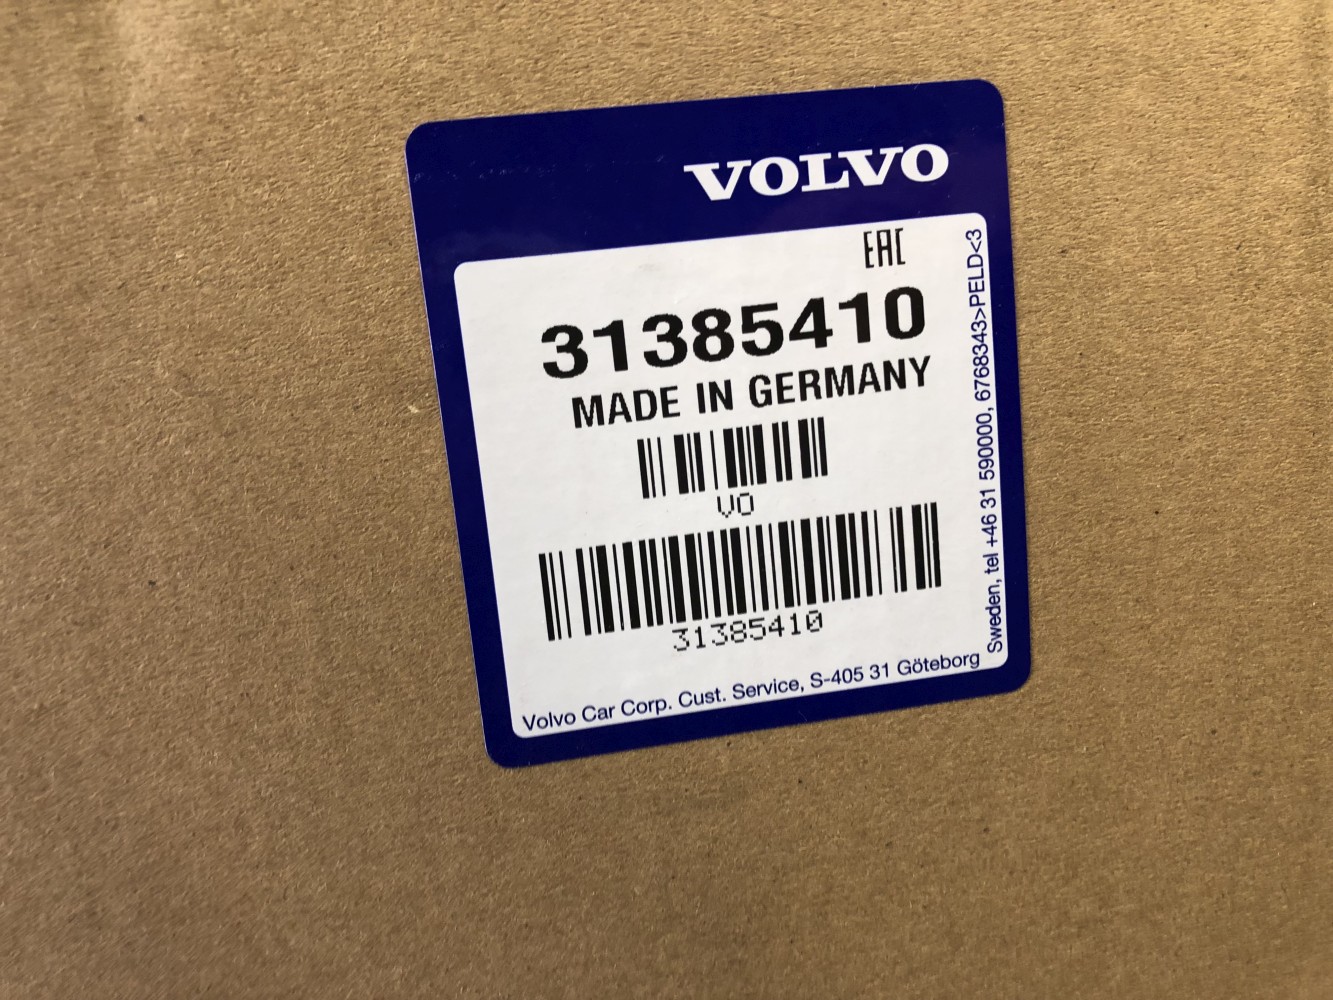 VOLVO
EAC
31385410
MADE IN GERMANY
VO
31385410
Volvo Car Corp. Cust. Service, S-405 31 Göteborg
Sweden, tel +46 31 590000, 6768343>PELD<3